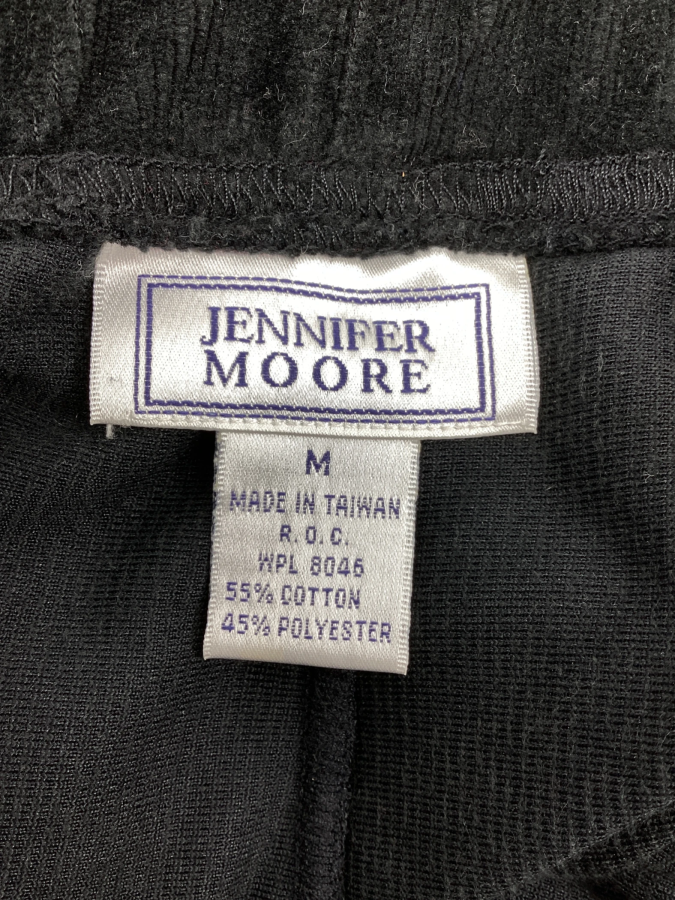 JENNIFER
MOORE
M
MADE IN TAIWAN
R.O.C.
WPL 8046
55% COTTON
45% POLYESTER